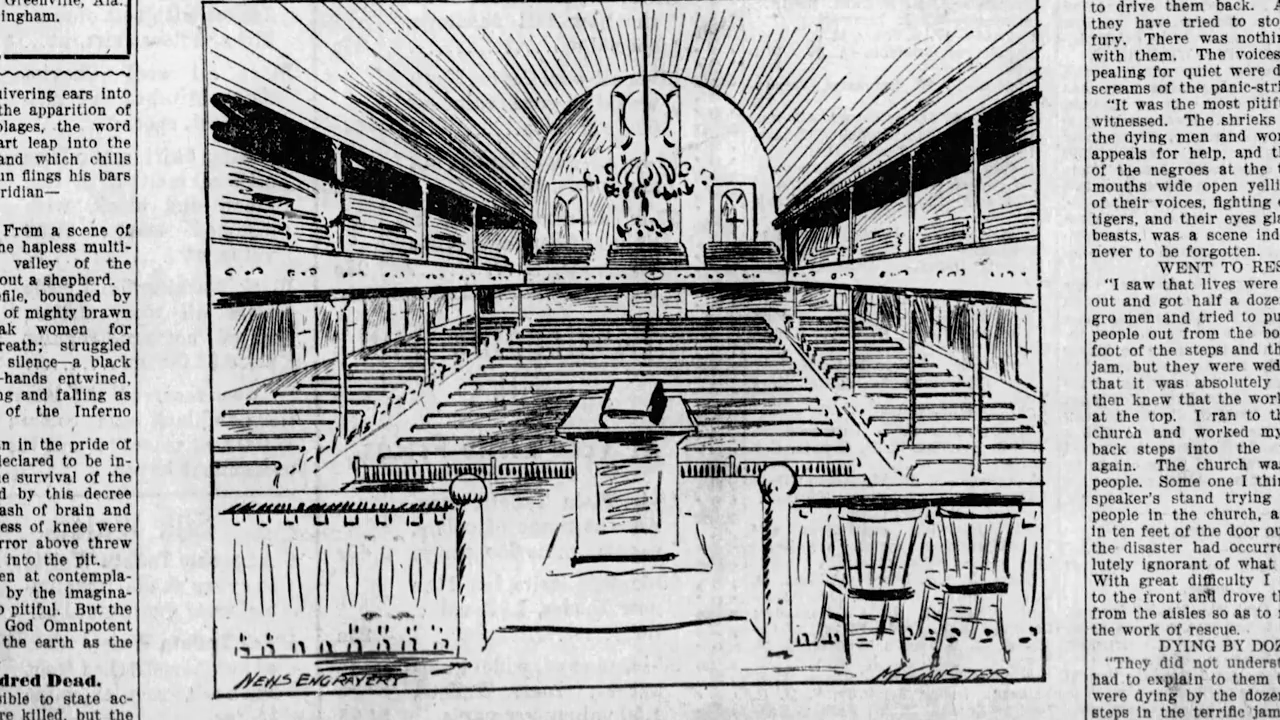 Greenville, Ala.
ingham.
uivering ears into
the apparition of
plages, the word
art leap into the
and which chills
in flings his bars
ridian—
From a scene of
he hapless multi-
valley of the
out a shepherd.
file, bounded by
of mighty brawn
ak women for
reath; struggled
silence—a black
-hands entwined,
ng and falling as
of the Inferno
n in the pride of
leclared to be in-
e survival of the
d by this decree
ash of brain and
ess of knee were
rror above threw
into the pit.
en at contempla-
by the imagina-
o pitiful. But the
God Omnipotent
the earth as the
dred Dead.
sible to state ac-
re killed, but the
NEWS ENGRAVERY
to drive them back.
they have tried to sto
fury. There was nothin
with them. The voices
pealing for quiet were d
screams of the panic-stri
"It was the most pitif
witnessed. The shrieks
the dying men and wo
appeals for help, and th
of the negroes at the t
mouths wide open yelli
of their voices, fighting
tigers, and their eyes gl
beasts, was a scene ind
never to be forgotten.
WENT TO RES
"I saw that lives were
out and got half a doze
gro men and tried to pu
people out from the bo
foot of the steps and th
jam, but they were wed
that it was absolutely
then knew that the work
at the top. I ran to th
church and worked my
back steps into the
again. The church wa
people. Some one I thin
speaker's stand trying
people in the church, a
in ten feet of the door ou
the disaster had occurre
lutely ignorant of what
With great difficulty I
to the front and drove th
from the aisles so as to
the work of rescue.
DYING BY DOZ
"They did not underst
had to explain to them t
were dying by the doze
steps in the terrific jam